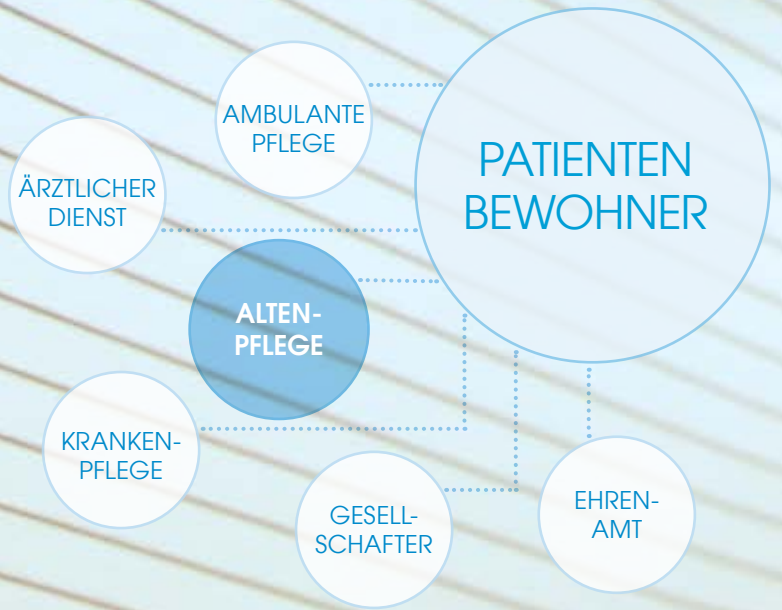 AMBULANTE
PFLEGE
PATIENTEN
BEWOHNER
ÄRZTLICHER
DIENST
ALTEN-
PFLEGE
KRANKEN-
PFLEGE
GESELL-
SCHAFTER
EHREN-
AMT